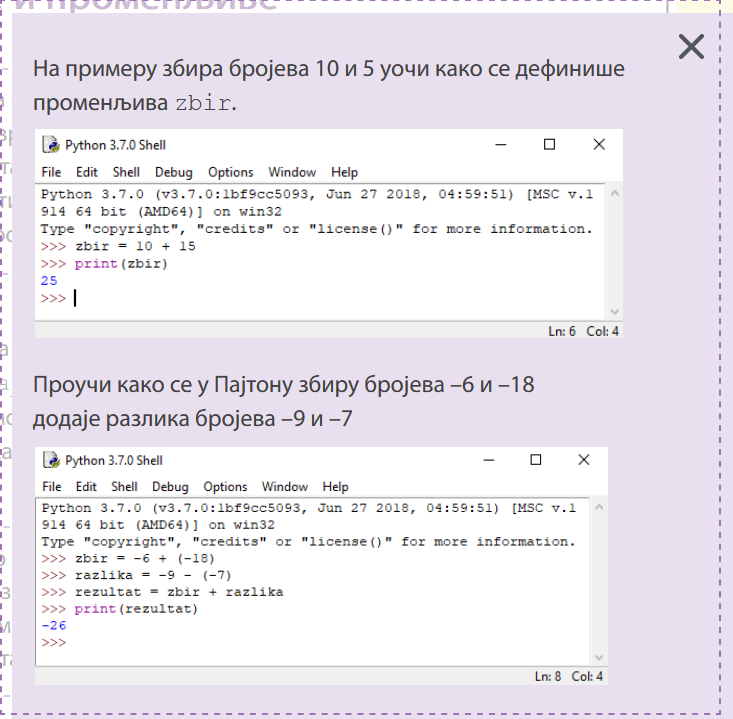 и променљиве
На примеру збира бројева 10 и 5 уочи како се дефинише
променљива zbir.
Python 3.7.0 Shell
File Edit Shell Debug Options Window Help
Python 3.7.0 (v3.7.0:1bf9cc5093, Jun 27 2018, 04:59:51) [MSC v.1
914 64 bit (AMD64)] on win32
Type "copyright", "credits" or "license()" for more information.
>>> zbir = 10 + 15
>>> print(zbir)
25
>>>
Ln: 6 Col: 4
Проучи како се у Пајтону збиру бројева –6 и –18
додаје разлика бројева –9 и –7
Python 3.7.0 Shell
File Edit Shell Debug Options Window Help
Python 3.7.0 (v3.7.0:1bf9cc5093, Jun 27 2018, 04:59:51) [MSC v.1
914 64 bit (AMD64)] on win32
Type "copyright", "credits" or "license()" for more information.
>>> zbir = -6 + (-18)
>>> razlika = -9 - (-7)
>>> rezultat = zbir + razlika
>>> print(rezultat)
-26
>>>
Ln: 8 Col: 4